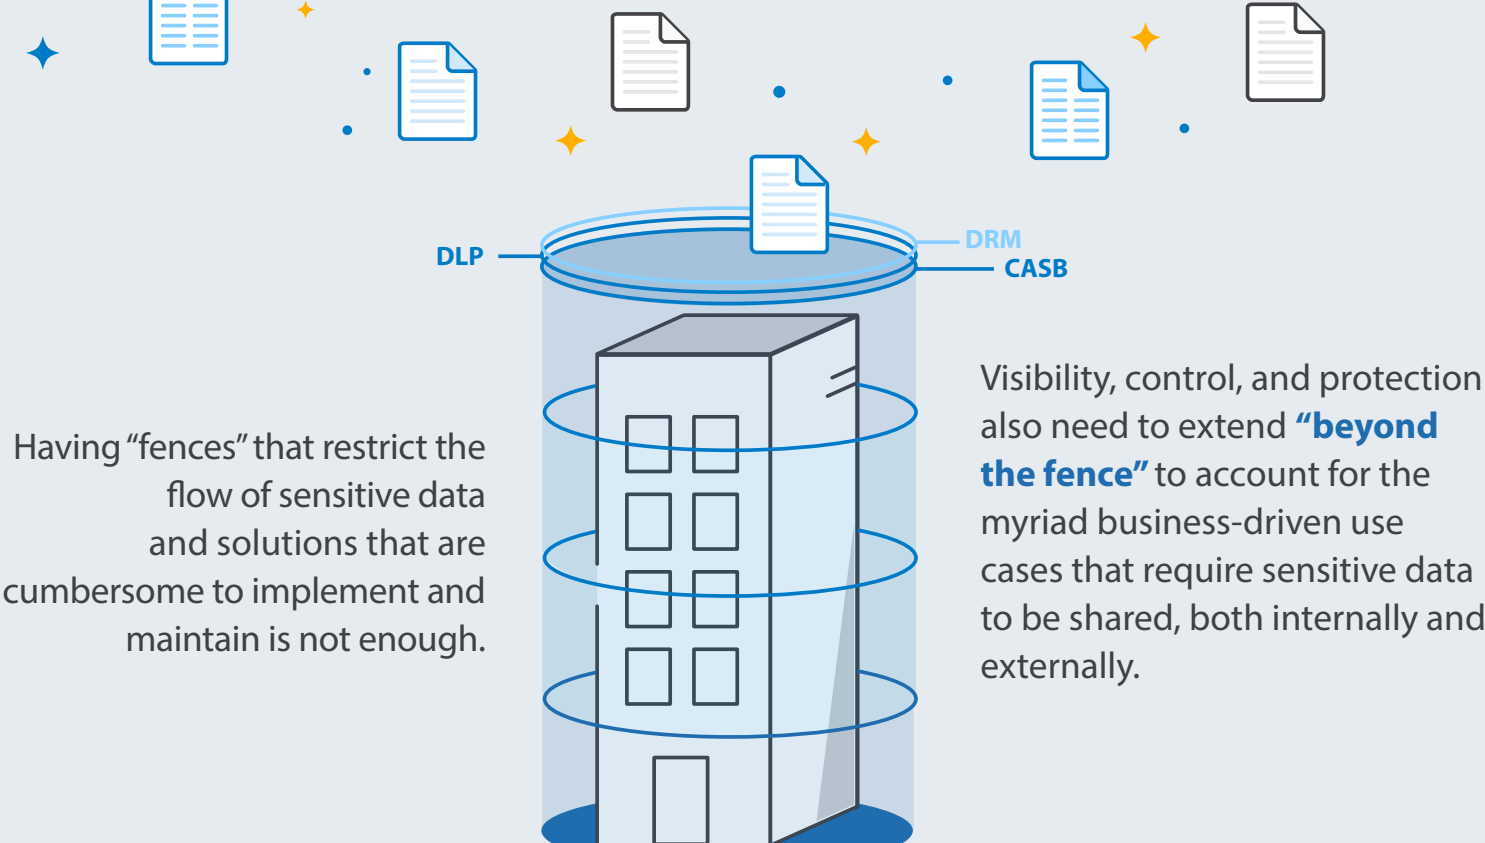 DLP
DRM
CASB
Having “fences” that restrict the
flow of sensitive data
and solutions that are
cumbersome to implement and
maintain is not enough.
Visibility, control, and protection
also need to extend “beyond
the fence” to account for the
myriad business-driven use
cases that require sensitive data
to be shared, both internally and
externally.